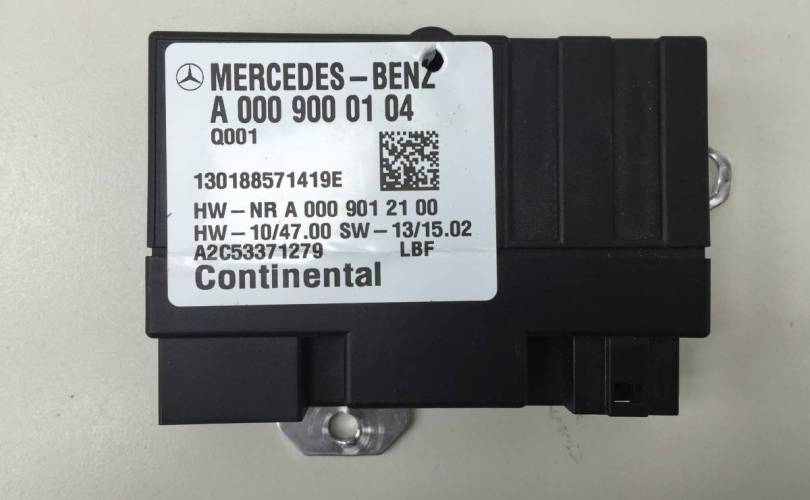 MERCEDES-BENZ
A 000 900 01 04
Q001
130188571419E
HW-NR A 000 901 21 00
HW-10/47.00 SW-13/15.02
A2C53371279 LBF
Continental